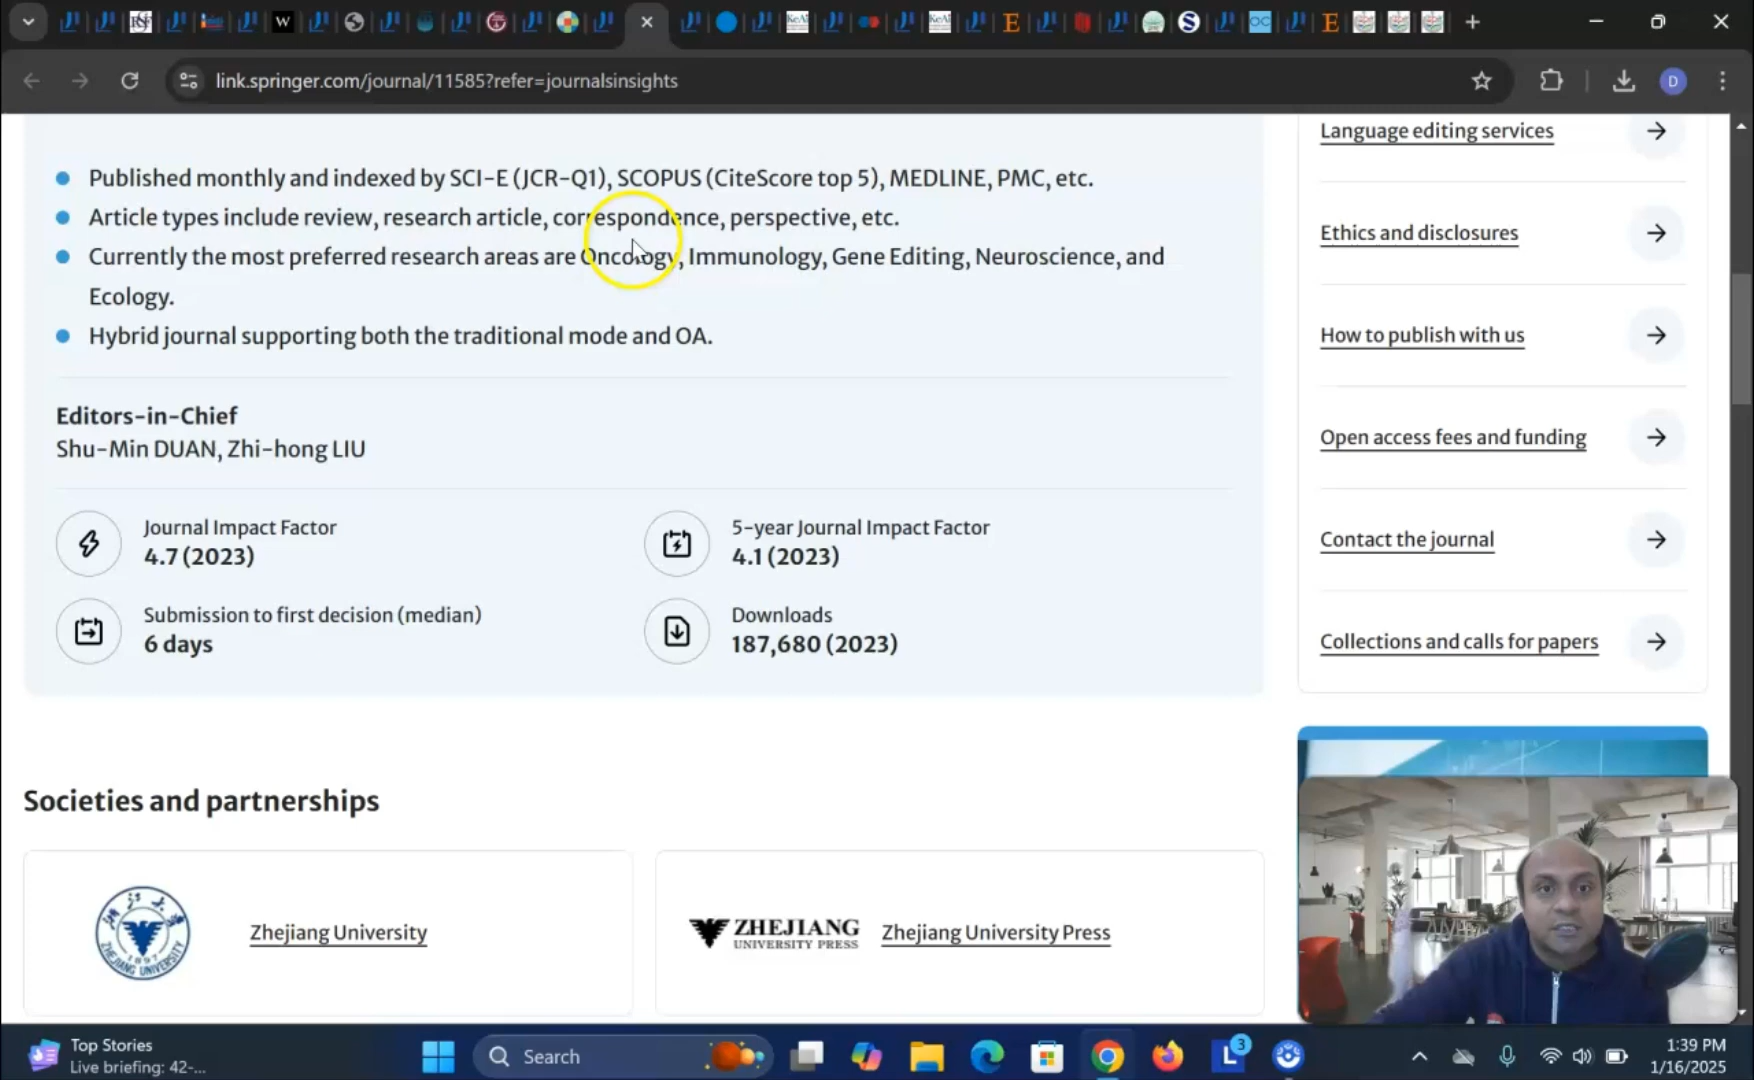 link.springer.com/journal/11585?refer=journalsinsights
D
Published monthly and indexed by SCI-E (JCR-Q1), SCOPUS (CiteScore top 5), MEDLINE, PMC, etc.
Article types include review, research article, correspondence, perspective, etc.
Currently the most preferred research areas are Oncology, Immunology, Gene Editing, Neuroscience, and
Ecology.
Hybrid journal supporting both the traditional mode and OA.
Editors-in-Chief
Shu-Min DUAN, Zhi-hong LIU
Journal Impact Factor
4.7 (2023)
5-year Journal Impact Factor
4.1 (2023)
Submission to first decision (median)
6 days
Downloads
187,680 (2023)
Language editing services
Ethics and disclosures
How to publish with us
Open access fees and funding
Contact the journal
Collections and calls for papers
Societies and partnerships
ZHEJIANG UNIVERSITY
1897
Zhejiang University
ZHEJIANG
UNIVERSITY PRESS
Zhejiang University Press
Top Stories
Live briefing: 42-...
Search
L
3
1:39 PM
1/16/2025